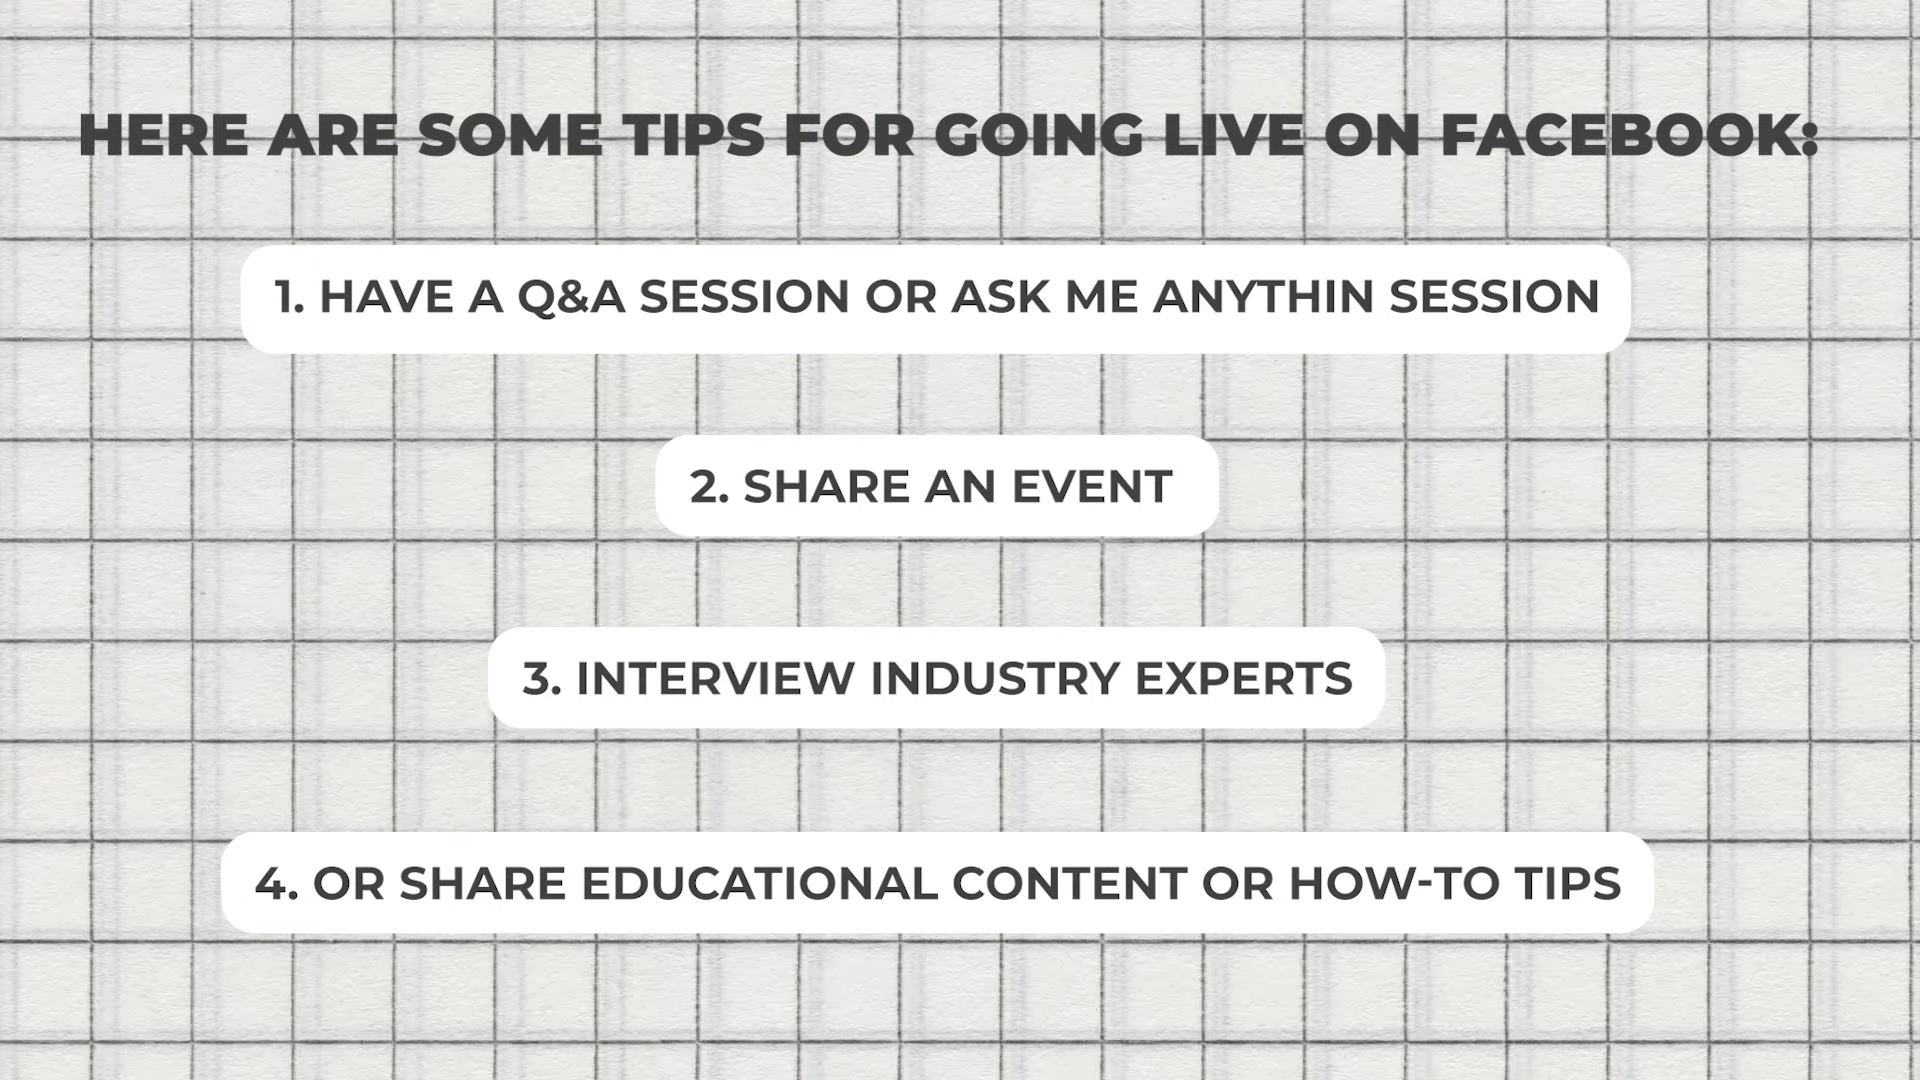 HERE ARE SOME TIPS FOR GOING LIVE ON FACEBOOK:
1. HAVE A Q&A SESSION OR ASK ME ANYTHIN SESSION
2. SHARE AN EVENT
3. INTERVIEW INDUSTRY EXPERTS
4. OR SHARE EDUCATIONAL CONTENT OR HOW-TO TIPS